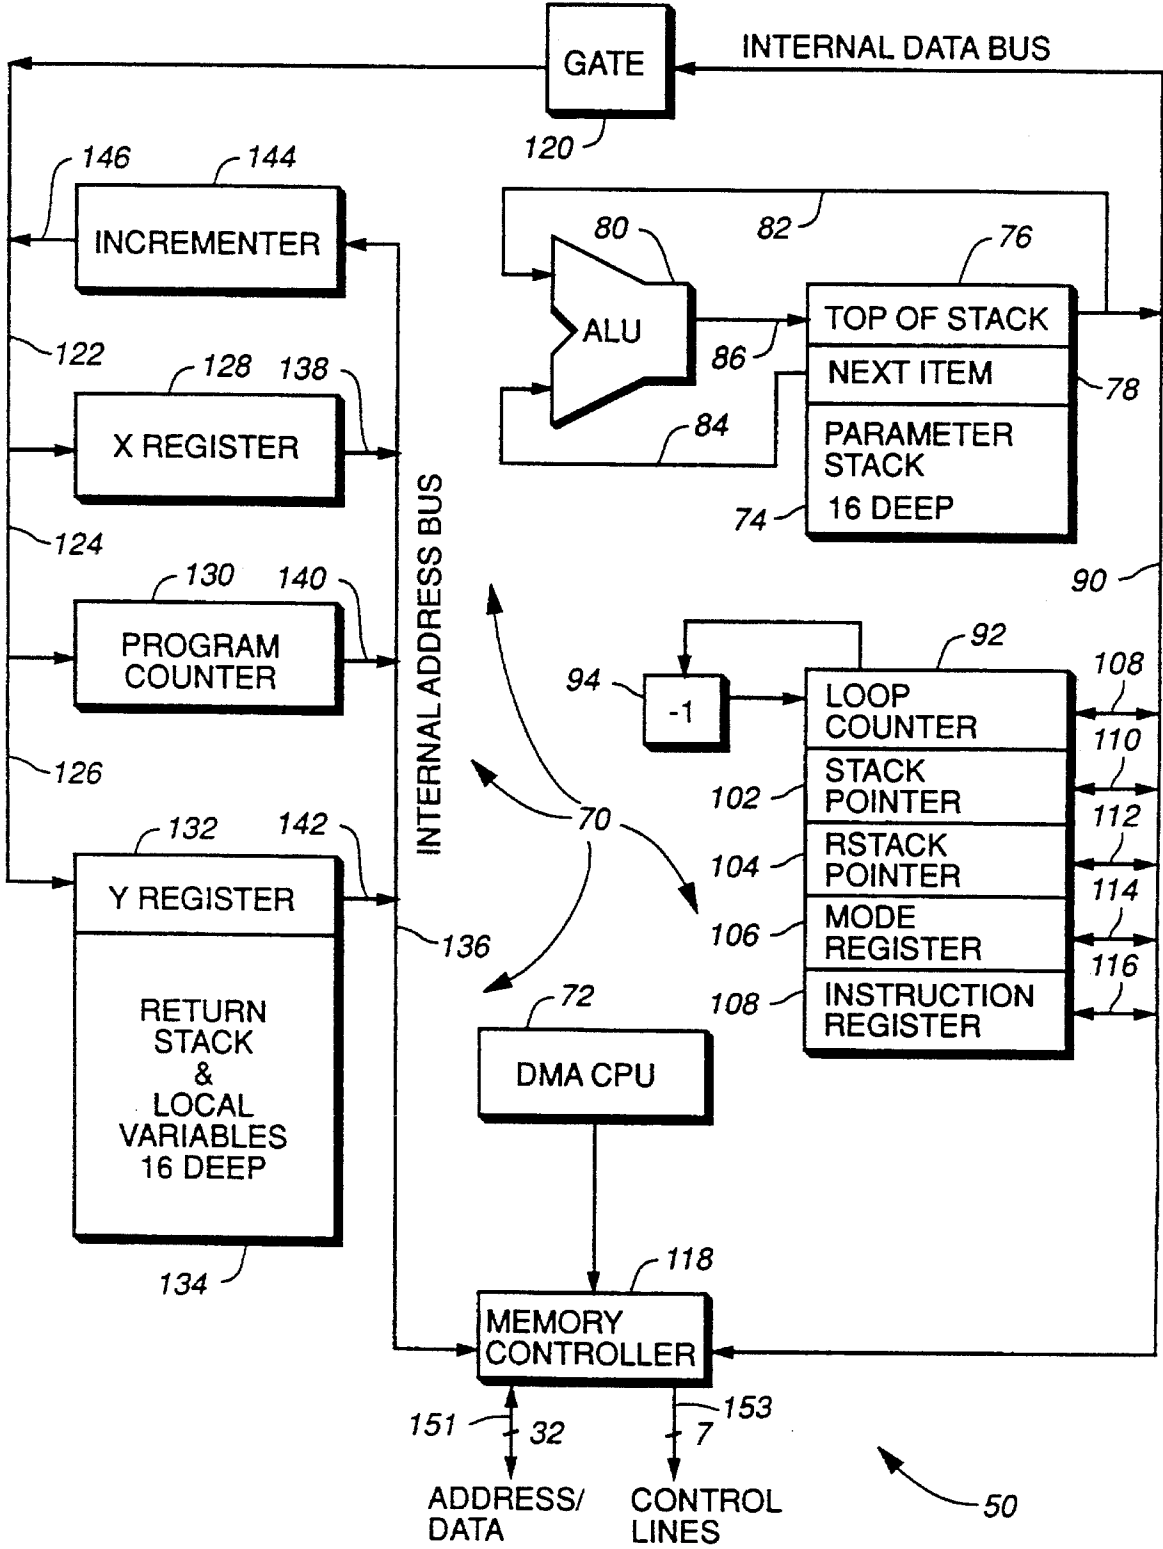 GATE
INTERNAL DATA BUS
120
146
144
INCREMENTER
82
80
76
ALU
86
TOP OF STACK
NEXT ITEM
78
84
PARAMETER
STACK
16 DEEP
74
122
128
138
X REGISTER
124
130
140
PROGRAM
COUNTER
INTERNAL ADDRESS BUS
90
126
132
142
Y REGISTER
RETURN
STACK
&
LOCAL
VARIABLES
16 DEEP
134
136
70
94
-1
92
LOOP
COUNTER
108
110
102
STACK
POINTER
112
104
RSTACK
POINTER
114
106
MODE
REGISTER
116
108
INSTRUCTION
REGISTER
72
DMA CPU
118
MEMORY
CONTROLLER
151
32
153
7
ADDRESS/
DATA
CONTROL
LINES
50